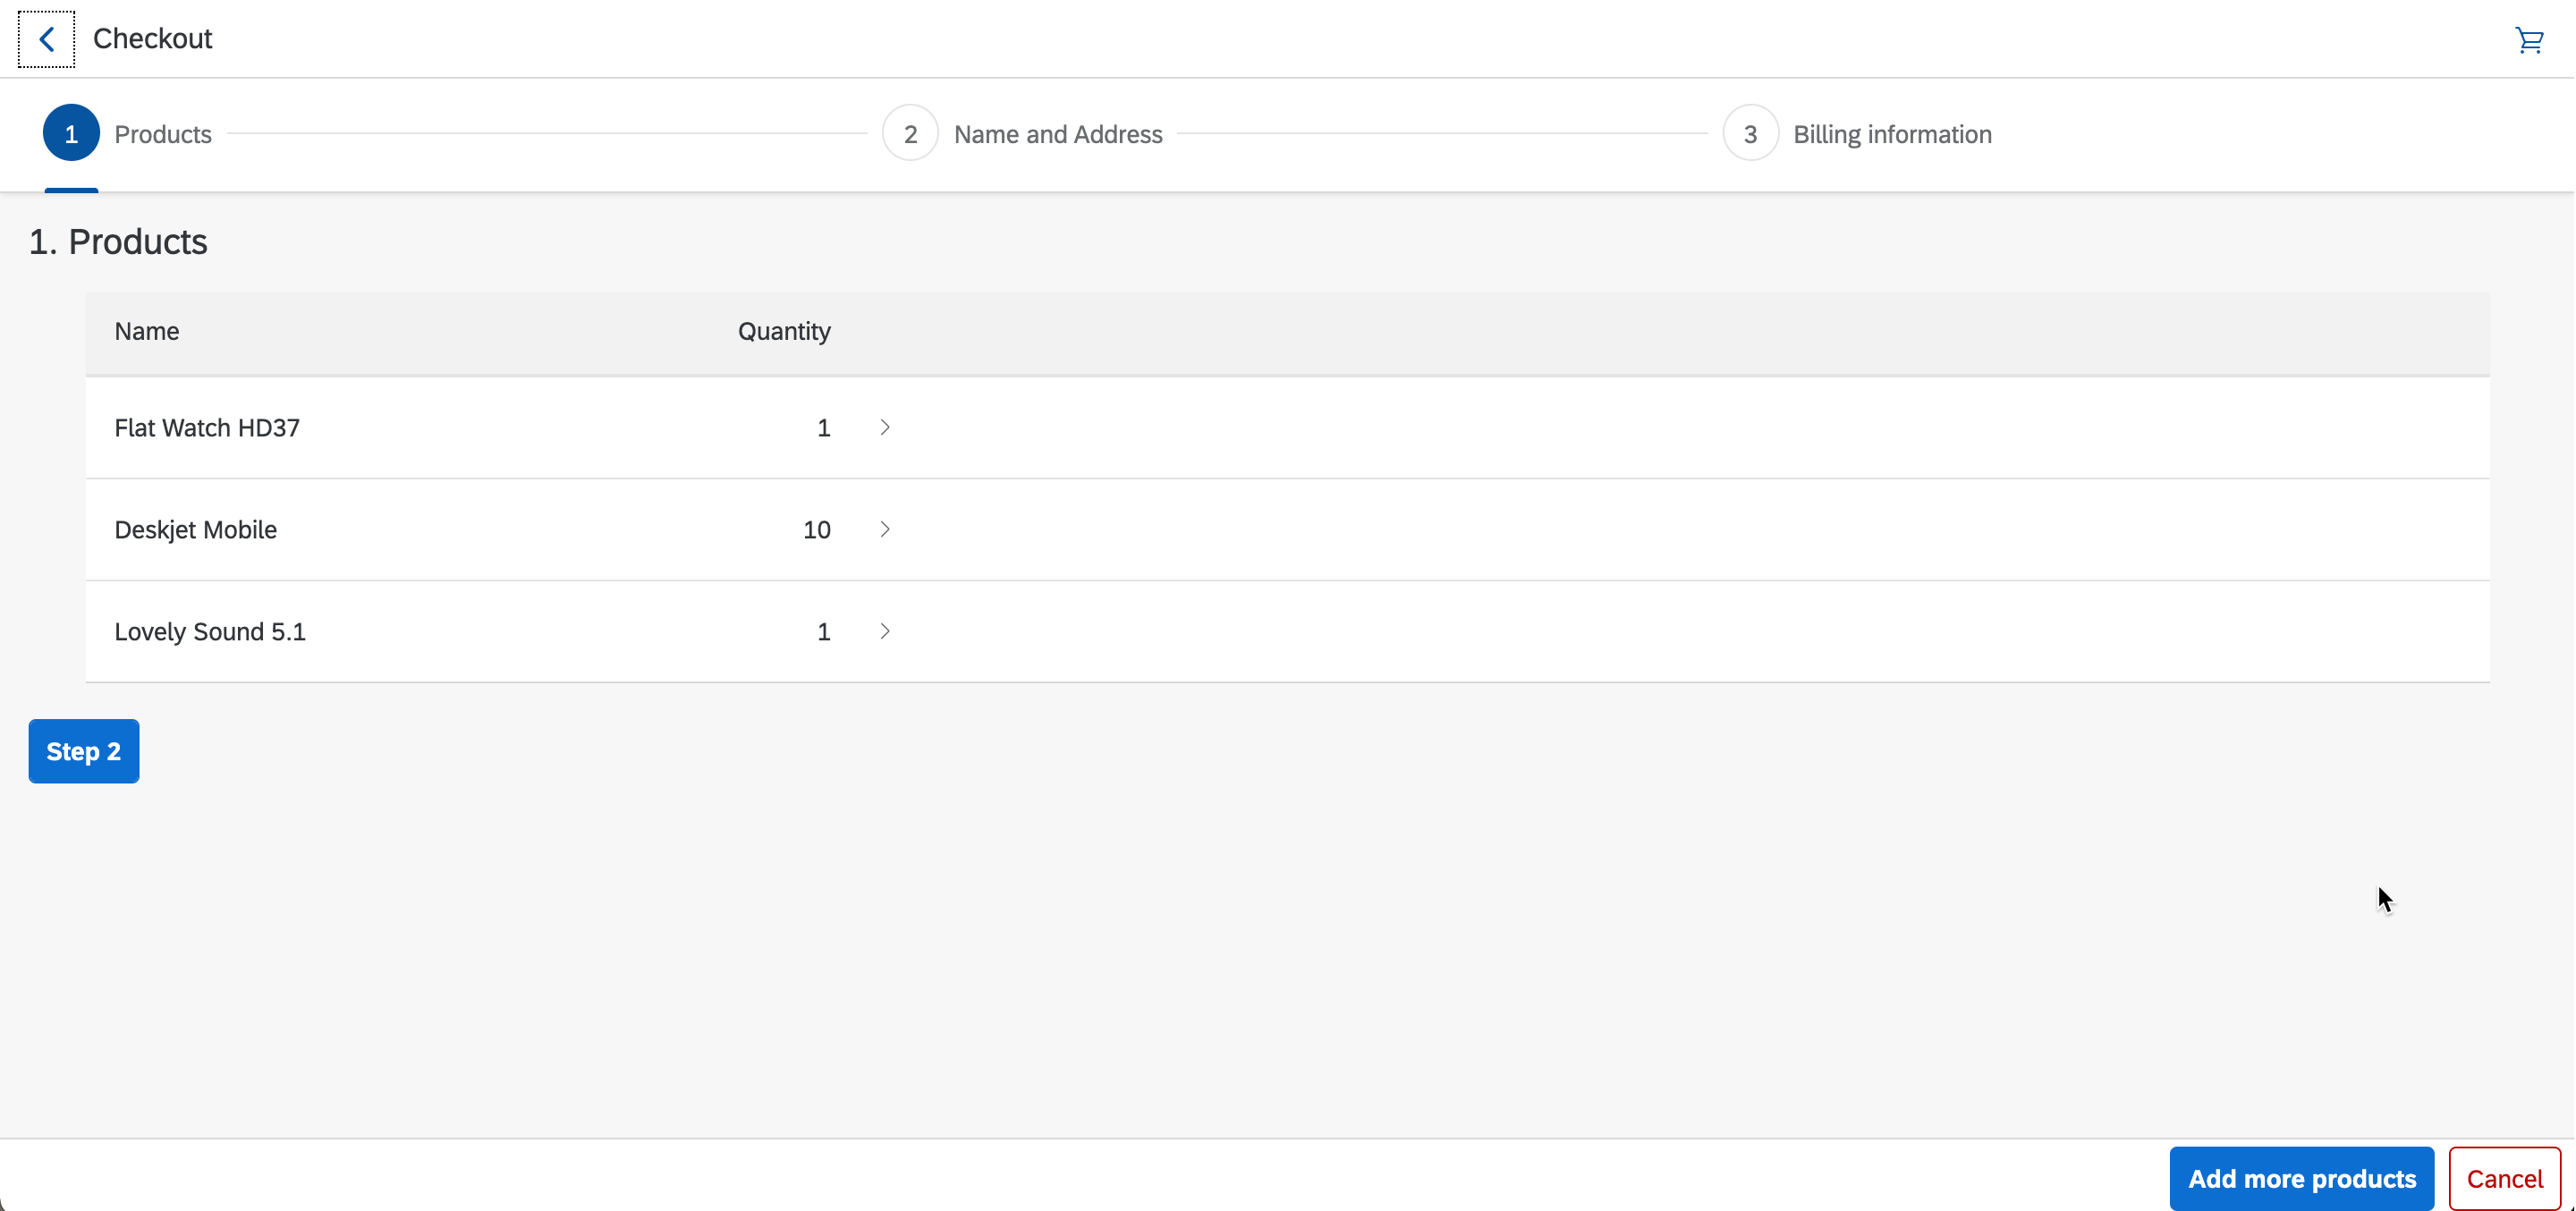 Checkout
1 Products 2 Name and Address 3 Billing information
1. Products
Name Quantity
Flat Watch HD37 1
Deskjet Mobile 10
Lovely Sound 5.1 1
Step 2
Add more products Cancel